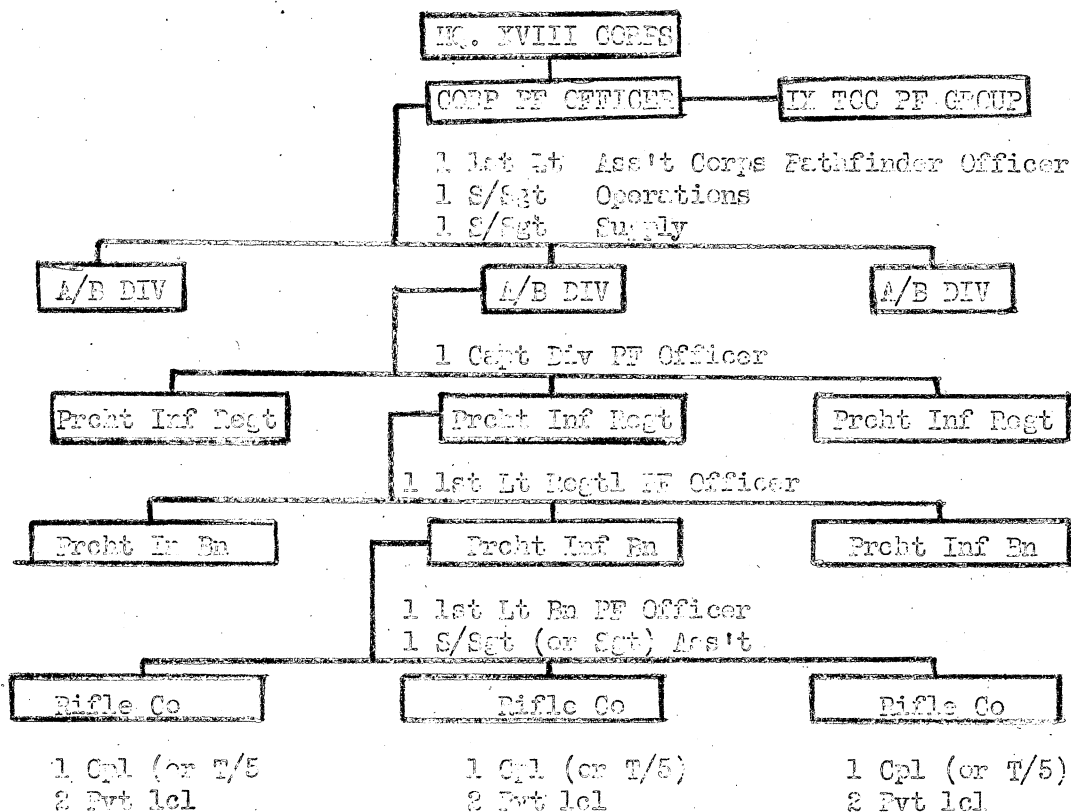 HQ. XVIII CORPS
CORP PF OFFICER
IX TCC PF GROUP
1 1st Lt Ass't Corps Pathfinder Officer
1 S/Sgt Operations
1 S/Sgt Supply
A/B DIV
A/B DIV
A/B DIV
1 Capt Div PF Officer
Prcht Inf Regt
Prcht Inf Regt
Prcht Inf Regt
1 1st Lt Regtl PF Officer
Prcht In Bn
Prcht Inf Bn
Prcht Inf Bn
1 1st Lt Bn PF Officer
1 S/Sgt (or Sgt) Ass't
Rifle Co
Rifle Co
Rifle Co
1 Cpl (or T/5
1 Cpl (or T/5)
1 Cpl (or T/5)
2 Pvt 1cl
2 Pvt 1cl
2 Pvt 1cl